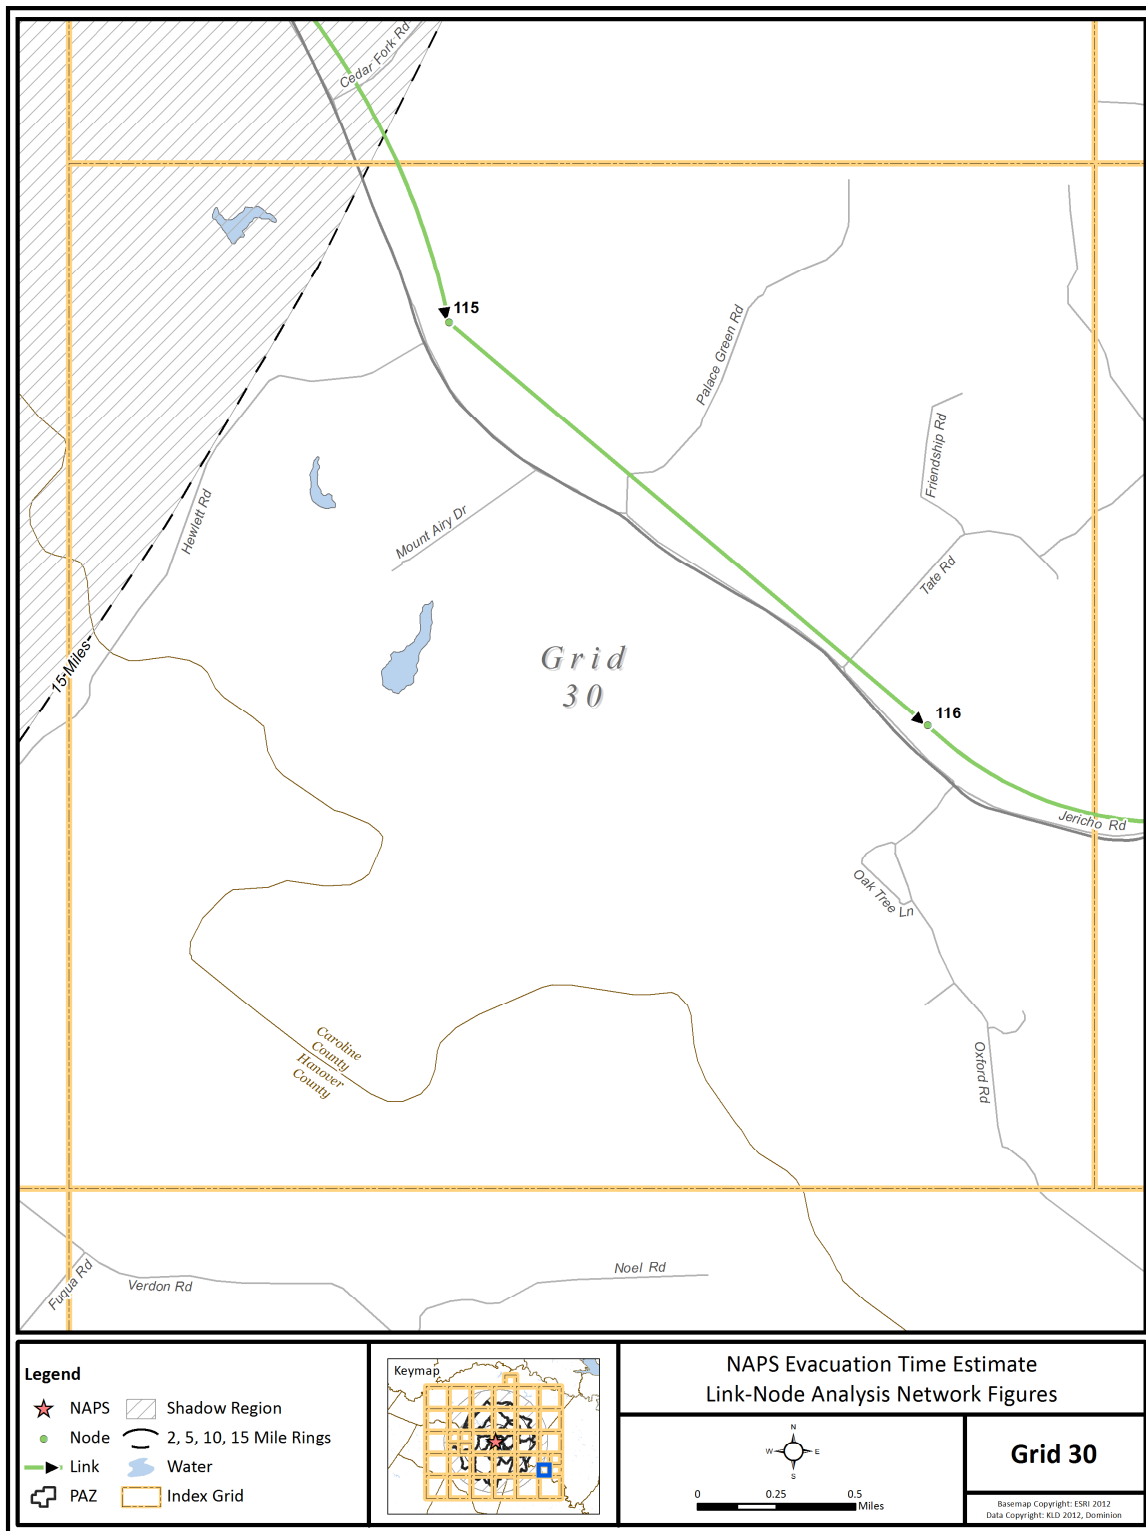 Cedar Fork Rd
115
Palace Green Rd
Friendship Rd
Hewlett Rd
Mount Airy Dr
Tate Rd
15-Miles
Grid
30
116
Jericho Rd
Oak Tree Ln
Caroline
County
Hanover
County
Oxford Rd
Fuqua Rd
Verdon Rd
Noel Rd
Legend
NAPS
Shadow Region
Node
2, 5, 10, 15 Mile Rings
Link
Water
PAZ
Index Grid
Keymap
NAPS Evacuation Time Estimate
Link-Node Analysis Network Figures
N
W
E
S
0
0.25
0.5
Miles
Grid 30
Basemap Copyright: ESRI 2012
Data Copyright: KLD 2012, Dominion